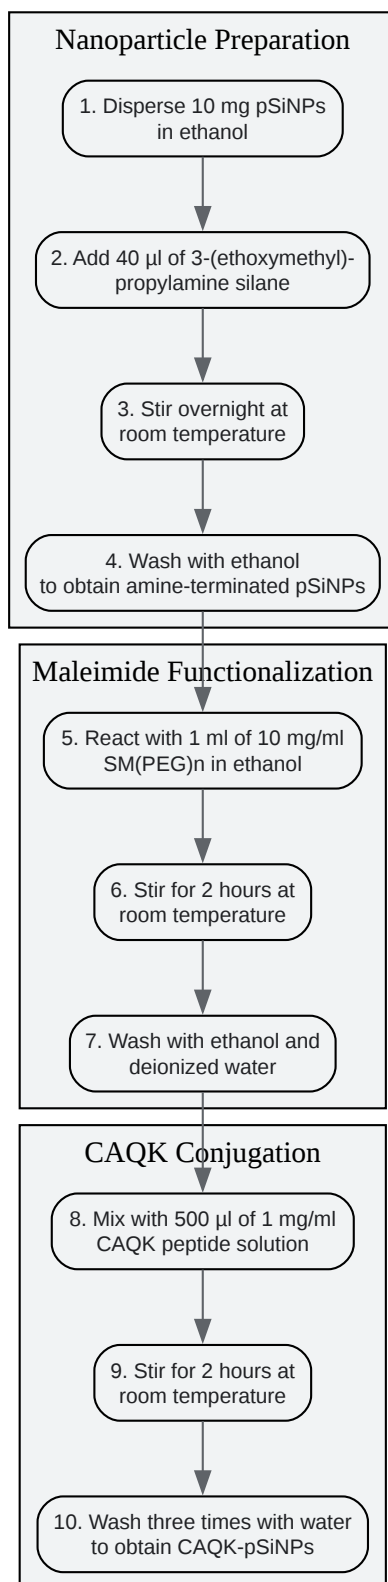 Nanoparticle Preparation
1. Disperse 10 mg pSiNPs
in ethanol
2. Add 40 µl of 3-(ethoxymethyl)-
propylamine silane
3. Stir overnight at
room temperature
4. Wash with ethanol
to obtain amine-terminated pSiNPs
Maleimide Functionalization
5. React with 1 ml of 10 mg/ml
SM(PEG)n in ethanol
6. Stir for 2 hours at
room temperature
7. Wash with ethanol and
deionized water
CAQK Conjugation
8. Mix with 500 µl of 1 mg/ml
CAQK peptide solution
9. Stir for 2 hours at
room temperature
10. Wash three times with water
to obtain CAQK-pSiNPs